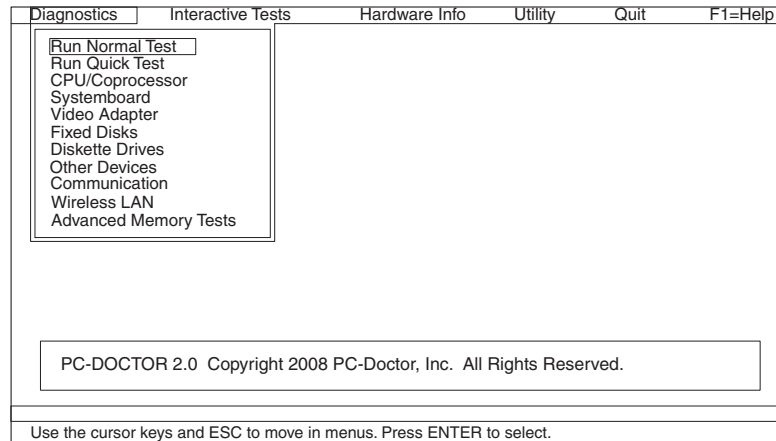 Diagnostics Interactive Tests Hardware Info Utility Quit F1=Help
Run Normal Test
Run Quick Test
CPU/Coprocessor
Systemboard
Video Adapter
Fixed Disks
Diskette Drives
Other Devices
Communication
Wireless LAN
Advanced Memory Tests
PC-DOCTOR 2.0 Copyright 2008 PC-Doctor, Inc. All Rights Reserved.
Use the cursor keys and ESC to move in menus. Press ENTER to select.